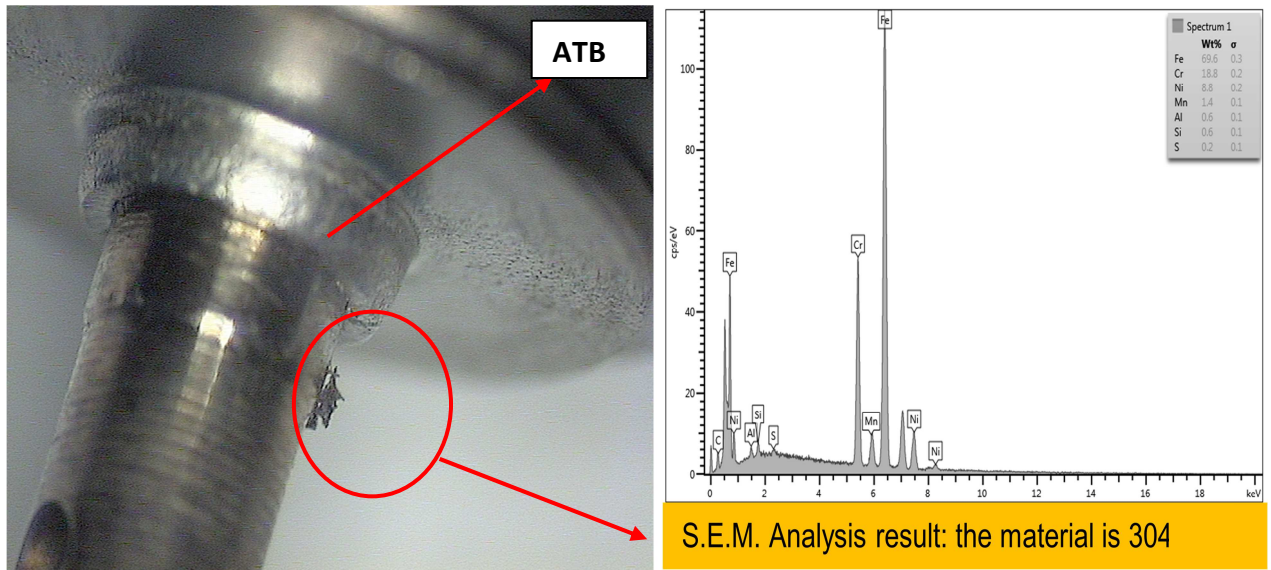 ATB
Spectrum 1
Wt% σ
Fe 69.6 0.3
Cr 18.8 0.2
Ni 8.8 0.2
Mn 1.4 0.1
Al 0.6 0.1
Si 0.6 0.1
S 0.2 0.1
cps/eV
100
80
60
40
20
0
Fe
Cr
Fe
Ni
Si
C
Al
S
Mn
Ni
Ni
0 2 4 6 8 10 12 14 16 18 keV
S.E.M. Analysis result: the material is 304